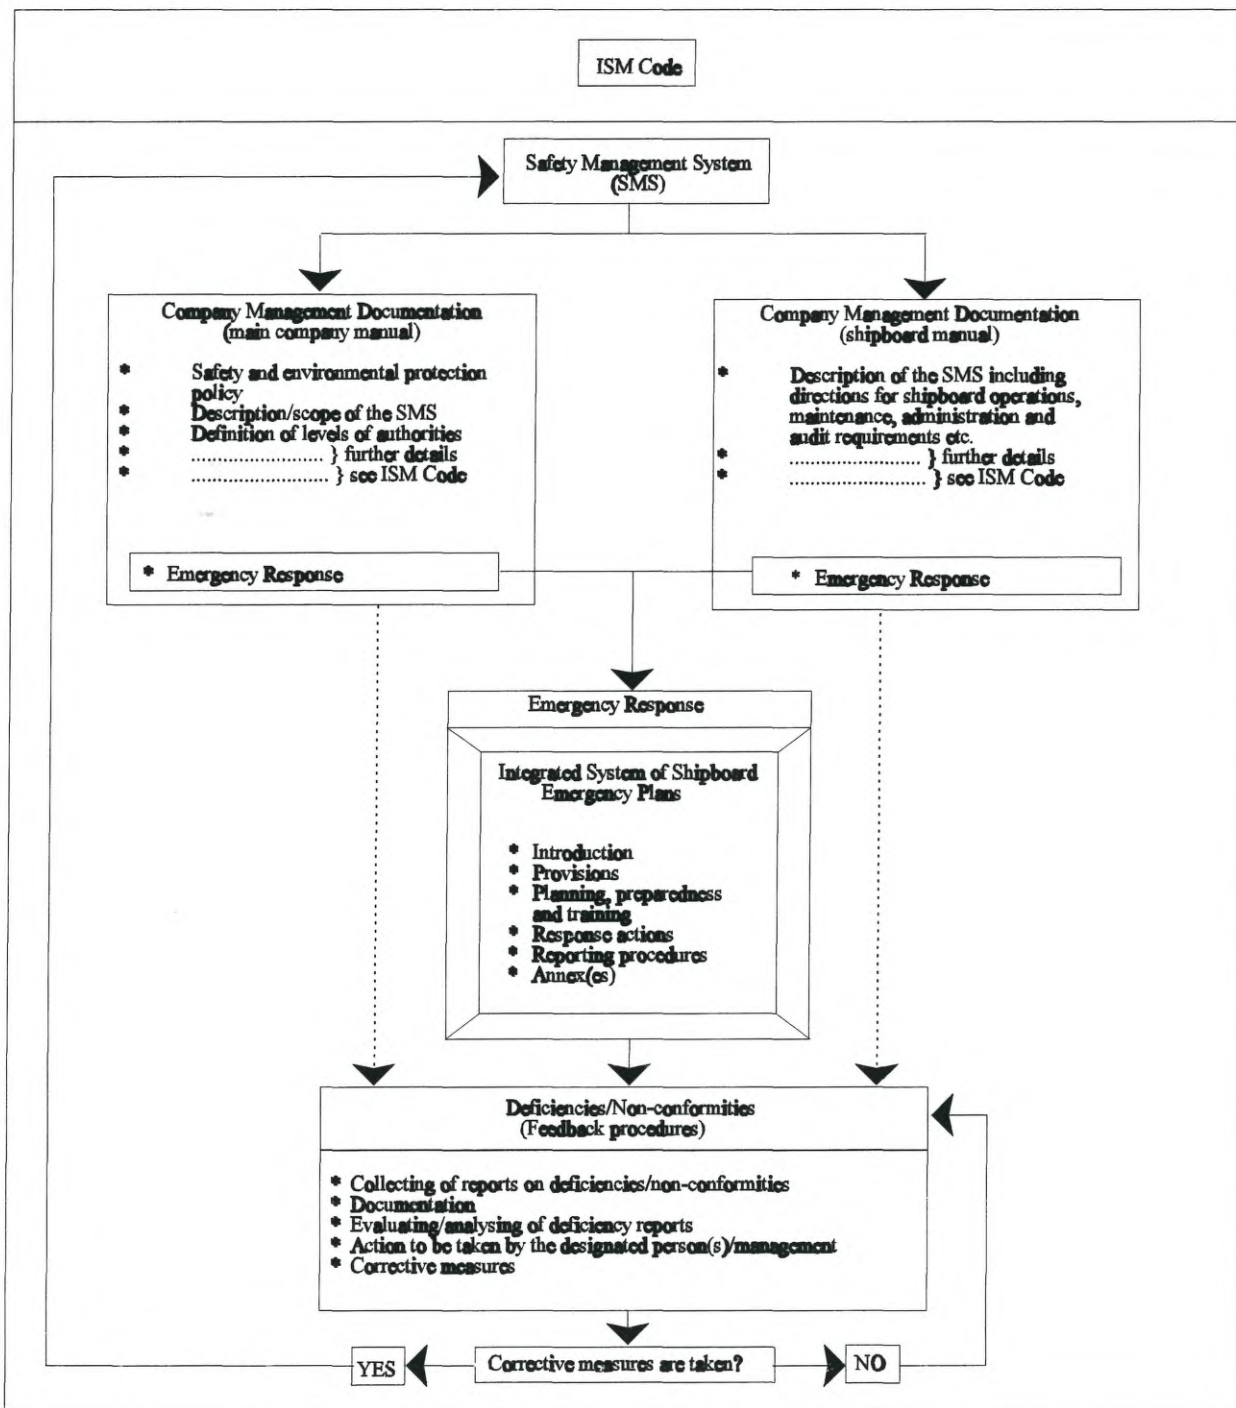 ISM Code
Safety Management System
(SMS)
Company Management Documentation
(main company manual)
* Safety and environmental protection
policy
* Description/scope of the SMS
* Definition of levels of authorities
* ........................ } further details
* ......................... } see ISM Code
* Emergency Response
Company Management Documentation
(shipboard manual)
* Description of the SMS including
directions for shipboard operations,
maintenance, administration and
audit requirements etc.
* ........................ } further details
* ......................... } see ISM Code
* Emergency Response
Emergency Response
Integrated System of Shipboard
Emergency Plans
* Introduction
* Provisions
* Planning, preparedness
and training
* Response actions
* Reporting procedures
* Annex(es)
Deficiencies/Non-conformities
(Feedback procedures)
* Collecting of reports on deficiencies/non-conformities
* Documentation
* Evaluating/analysing of deficiency reports
* Action to be taken by the designated person(s)/management
* Corrective measures
YES
Corrective measures are taken?
NO